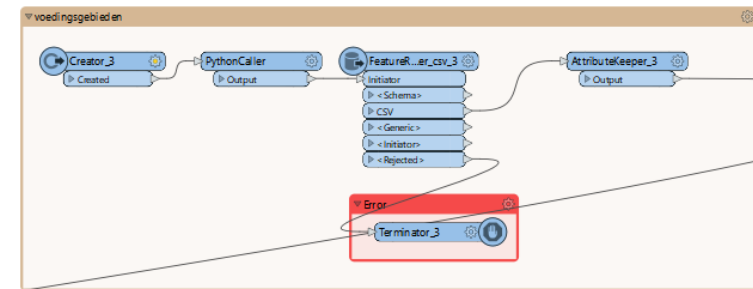 voedingsgebieden
Creator_3
Created
PythonCaller
Output
FeatureR...er_csv_3
Initiator
<Schema>
CSV
<Generic>
<Initiator>
<Rejected>
AttributeKeeper_3
Output
Error
Terminator_3